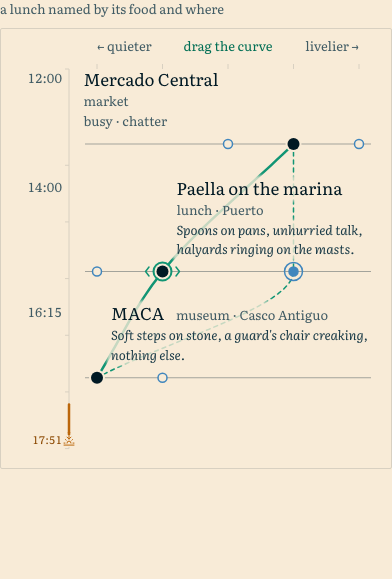 a lunch named by its food and where
← quieter drag the curve livelier →
12:00 Mercado Central
market
busy · chatter
14:00 Paella on the marina
lunch · Puerto
Spoons on pans, unhurried talk,
halyards ringing on the masts.
16:15 MACA museum · Casco Antiguo
Soft steps on stone, a guard's chair creaking,
nothing else.
17:51